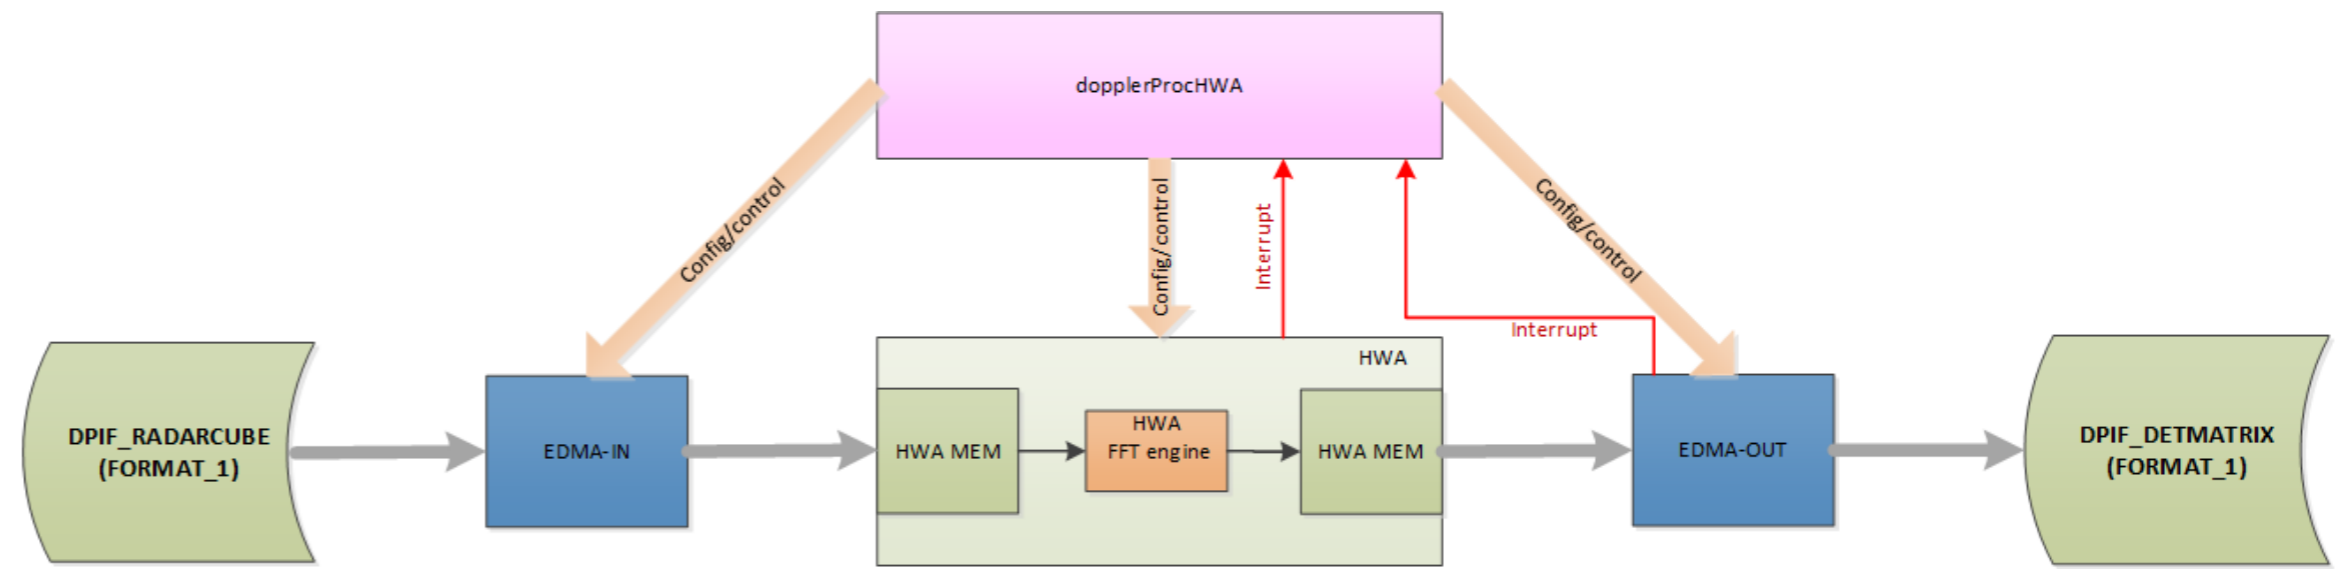 dopplerProcHWA
Config/control
Config/control
Interrupt
Config/control
Interrupt
HWA
DPIF_RADARCUBE
(FORMAT_1)
EDMA-IN
HWA MEM
HWA
FFT engine
HWA MEM
EDMA-OUT
DPIF_DETMATRIX
(FORMAT_1)